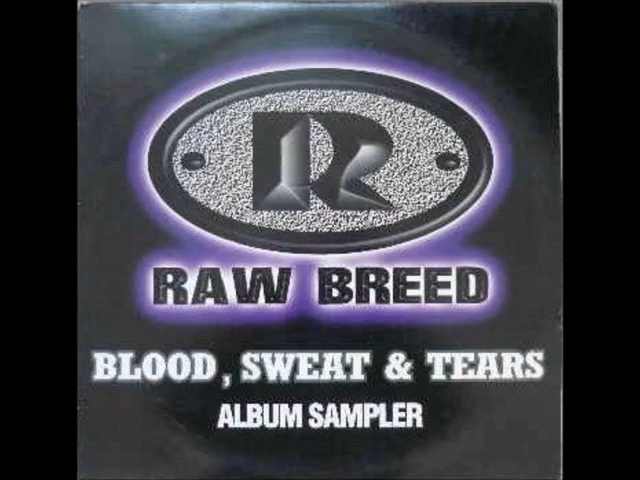 R
RAW BREED
BLOOD, SWEAT & TEARS
ALBUM SAMPLER